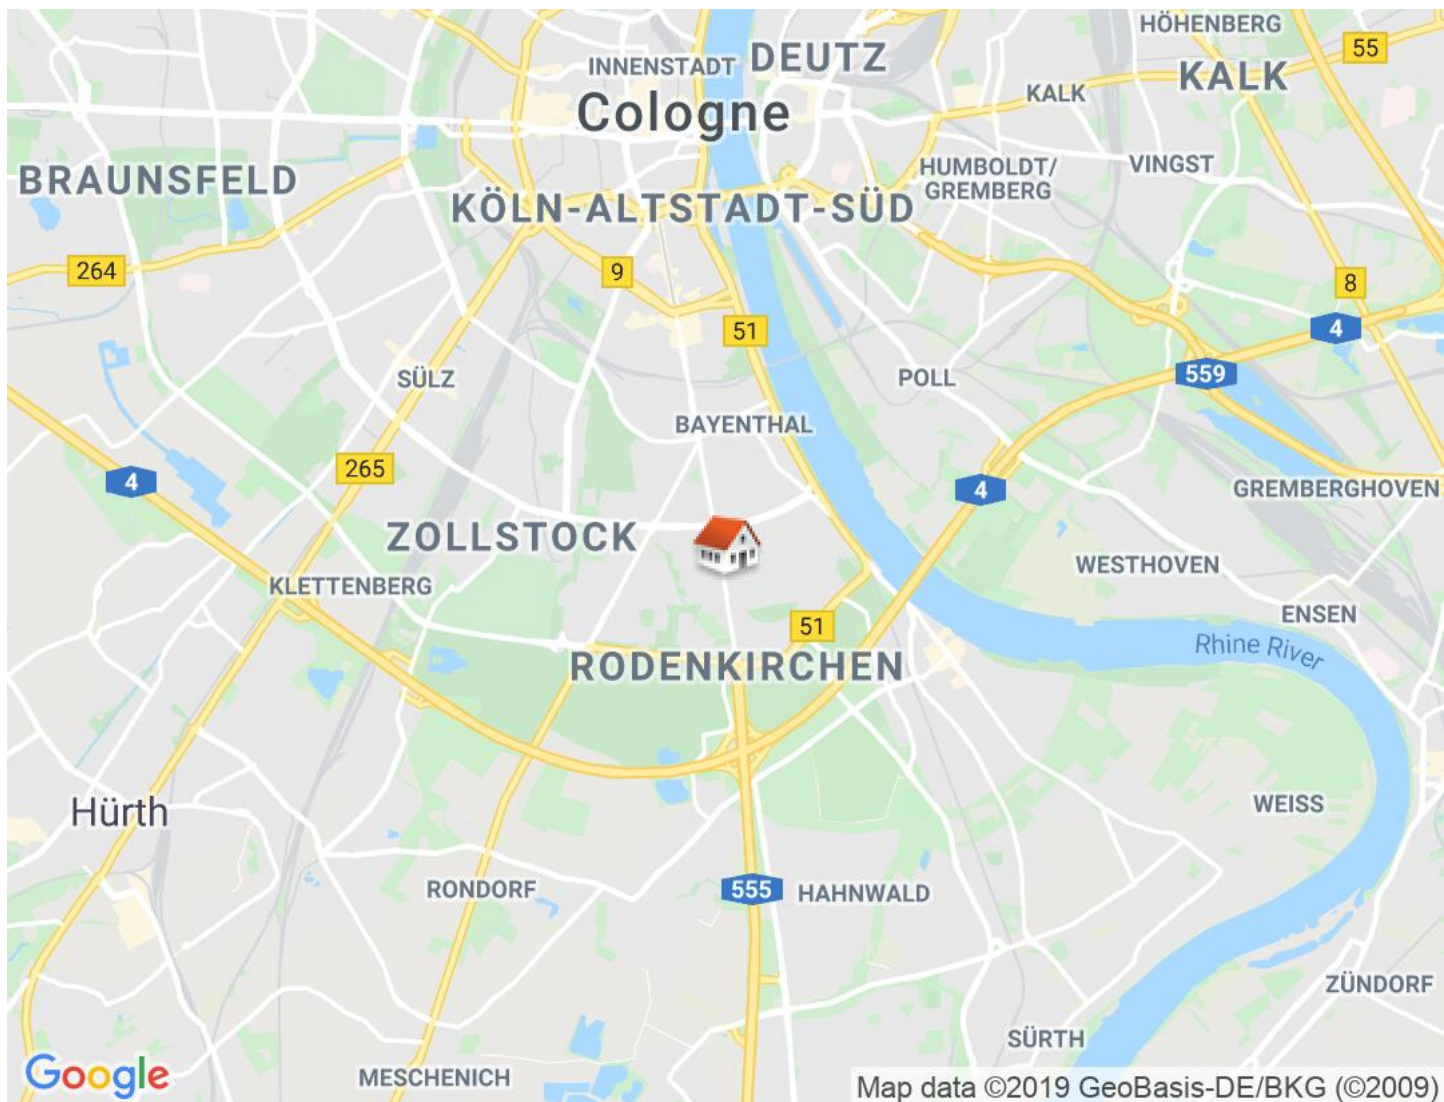 HÖHENBERG
55
INNENSTADT
DEUTZ
KALK
KALK
Cologne
HUMBOLDT/
GREMBERG
VINGST
BRAUNSFELD
KÖLN-ALTSTADT-SÜD
264
9
8
51
4
SÜLZ
POLL
559
BAYENTHAL
265
4
4
GREMBERGHOVEN
ZOLLSTOCK
WESTHOVEN
KLETTENBERG
ENSEN
51
Rhine River
RODENKIRCHEN
Hürth
WEISS
RONDORF
555
HAHNWALD
ZÜNDORF
SÜRTH
Google
MESCHENICH
Map data ©2019 GeoBasis-DE/BKG (©2009)